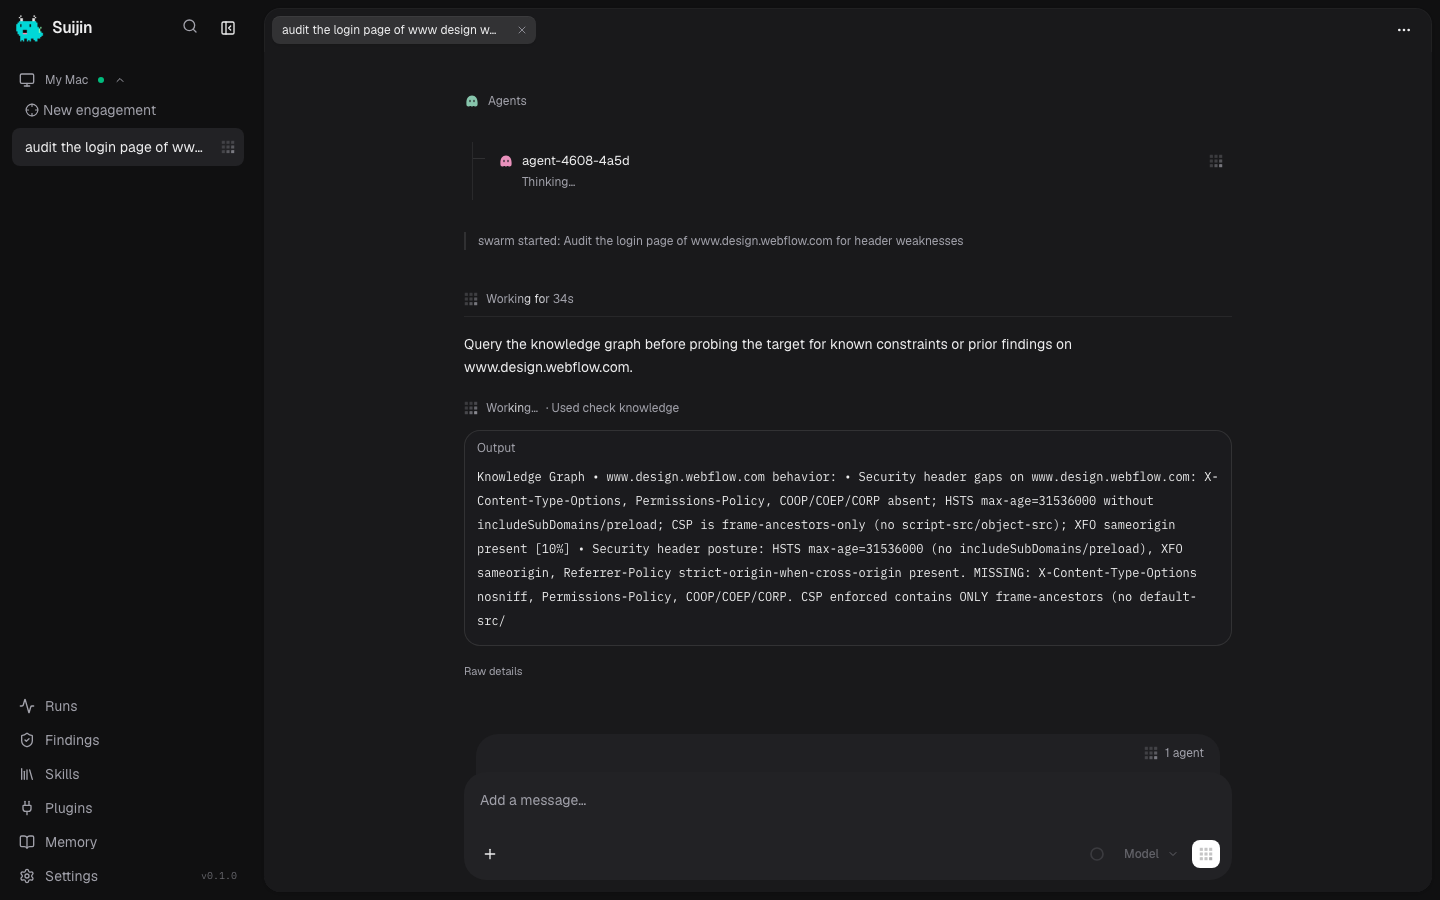 Suijin
My Mac
New engagement
audit the login page of ww...
Runs
Findings
Skills
Plugins
Memory
Settings
v0.1.0
audit the login page of www design w...
Agents
agent-4608-4a5d
Thinking...
swarm started: Audit the login page of www.design.webflow.com for header weaknesses
Working for 34s
Query the knowledge graph before probing the target for known constraints or prior findings on
www.design.webflow.com.
Working... · Used check knowledge
Output
Knowledge Graph • www.design.webflow.com behavior: • Security header gaps on www.design.webflow.com: X-
Content-Type-Options, Permissions-Policy, COOP/COEP/CORP absent; HSTS max-age=31536000 without
includeSubDomains/preload; CSP is frame-ancestors-only (no script-src/object-src); XFO sameorigin
present [10%] • Security header posture: HSTS max-age=31536000 (no includeSubDomains/preload), XFO
sameorigin, Referrer-Policy strict-origin-when-cross-origin present. MISSING: X-Content-Type-Options
nosniff, Permissions-Policy, COOP/COEP/CORP. CSP enforced contains ONLY frame-ancestors (no default-
src/
Raw details
1 agent
Add a message...
Model